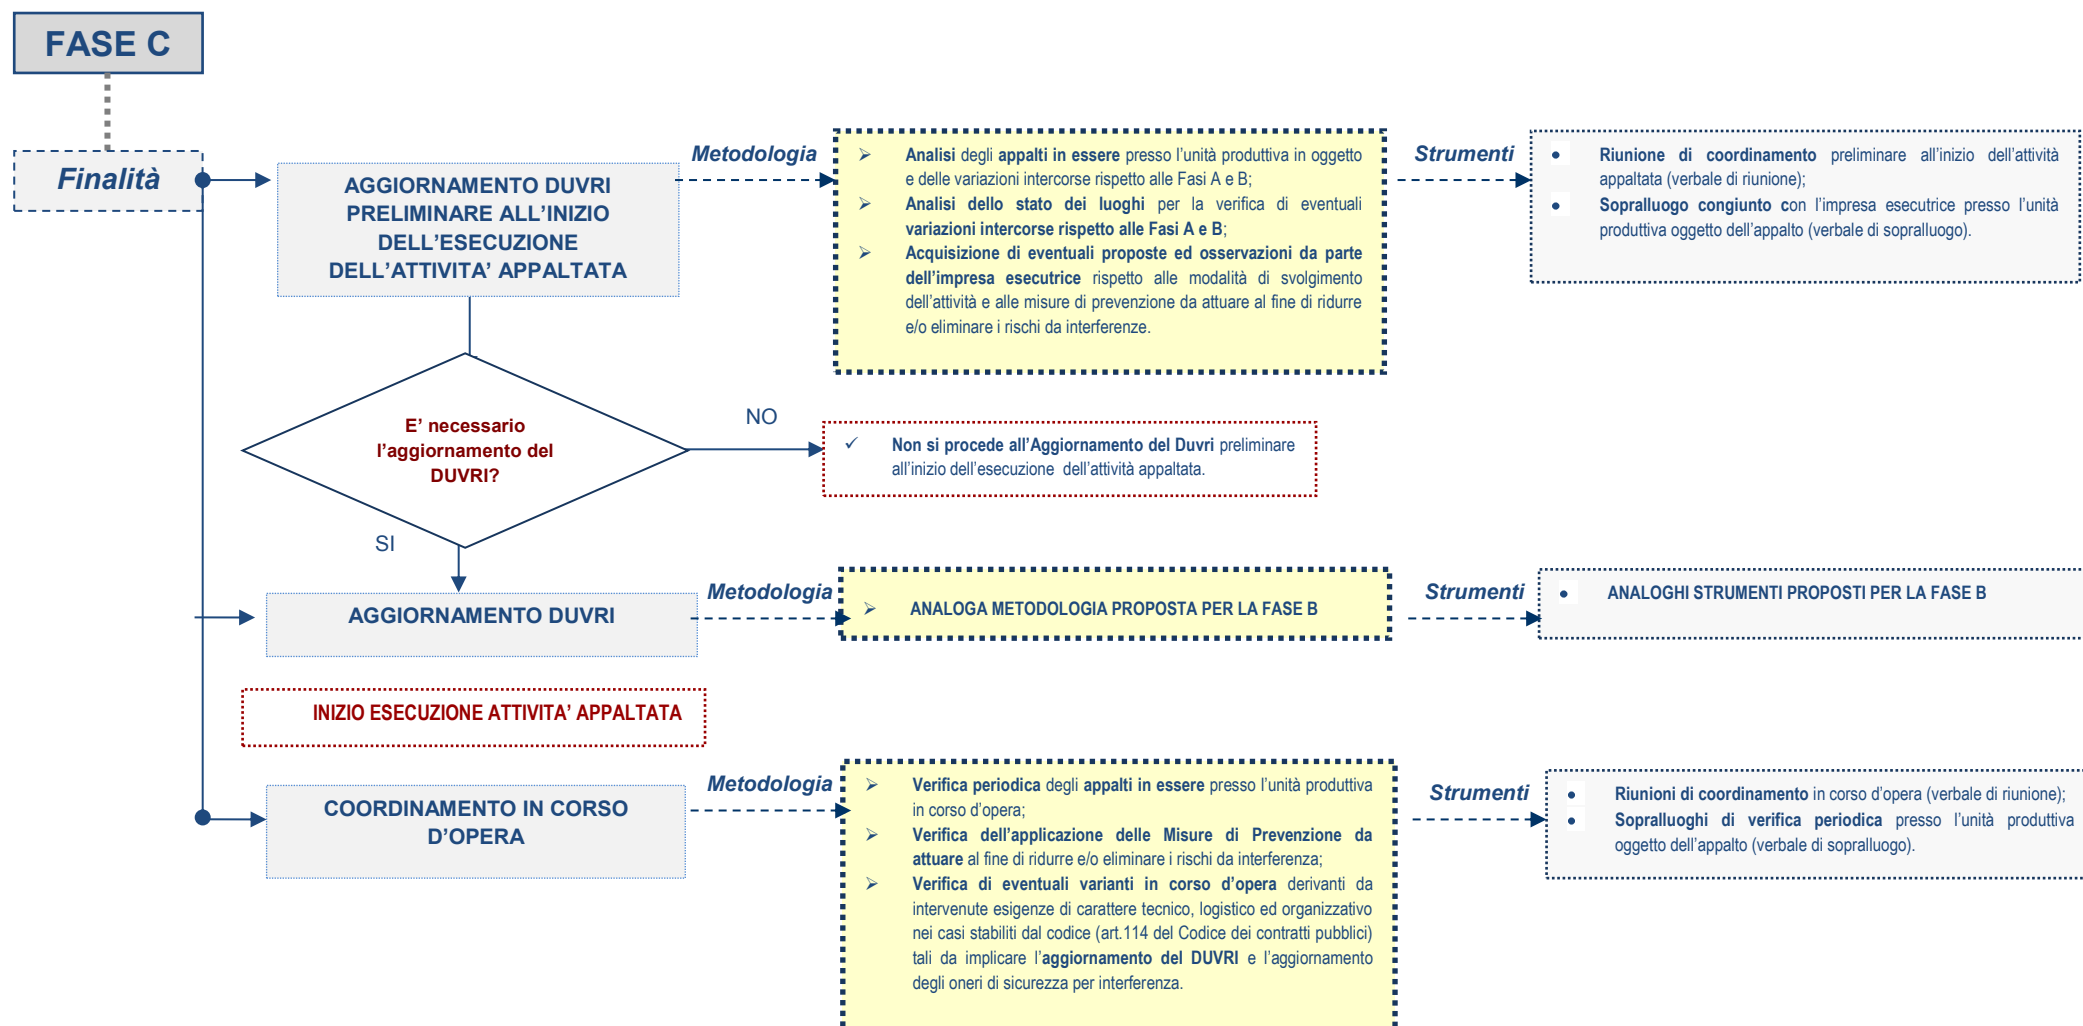 FASE C
Finalità
AGGIORNAMENTO DUVRI
PRELIMINARE ALL’INIZIO
DELL’ESECUZIONE
DELL’ATTIVITA’ APPALTATA
Metodologia
➢ Analisi degli appalti in essere presso l’unità produttiva in oggetto
e delle variazioni intercorse rispetto alle Fasi A e B;
➢ Analisi dello stato dei luoghi per la verifica di eventuali
variazioni intercorse rispetto alle Fasi A e B;
➢ Acquisizione di eventuali proposte ed osservazioni da parte
dell’impresa esecutrice rispetto alle modalità di svolgimento
dell’attività e alle misure di prevenzione da attuare al fine di ridurre
e/o eliminare i rischi da interferenze.
Strumenti
• Riunione di coordinamento preliminare all’inizio dell’attività
appaltata (verbale di riunione);
• Sopralluogo congiunto con l’impresa esecutrice presso l’unità
produttiva oggetto dell’appalto (verbale di sopralluogo).
E’ necessario
l’aggiornamento del
DUVRI?
NO
✓ Non si procede all’Aggiornamento del Duvri preliminare
all’inizio dell’esecuzione dell’attività appaltata.
SI
AGGIORNAMENTO DUVRI
Metodologia
➢ ANALOGA METODOLOGIA PROPOSTA PER LA FASE B
Strumenti
• ANALOGHI STRUMENTI PROPOSTI PER LA FASE B
INIZIO ESECUZIONE ATTIVITA’ APPALTATA
COORDINAMENTO IN CORSO
D’OPERA
Metodologia
➢ Verifica periodica degli appalti in essere presso l’unità produttiva
in corso d’opera;
➢ Verifica dell’applicazione delle Misure di Prevenzione da
attuare al fine di ridurre e/o eliminare i rischi da interferenza;
➢ Verifica di eventuali varianti in corso d’opera derivanti da
intervenute esigenze di carattere tecnico, logistico ed organizzativo
nei casi stabiliti dal codice (art.114 del Codice dei contratti pubblici)
tali da implicare l’aggiornamento del DUVRI e l’aggiornamento
degli oneri di sicurezza per interferenza.
Strumenti
• Riunioni di coordinamento in corso d’opera (verbale di riunione);
• Sopralluoghi di verifica periodica presso l’unità produttiva
oggetto dell’appalto (verbale di sopralluogo).